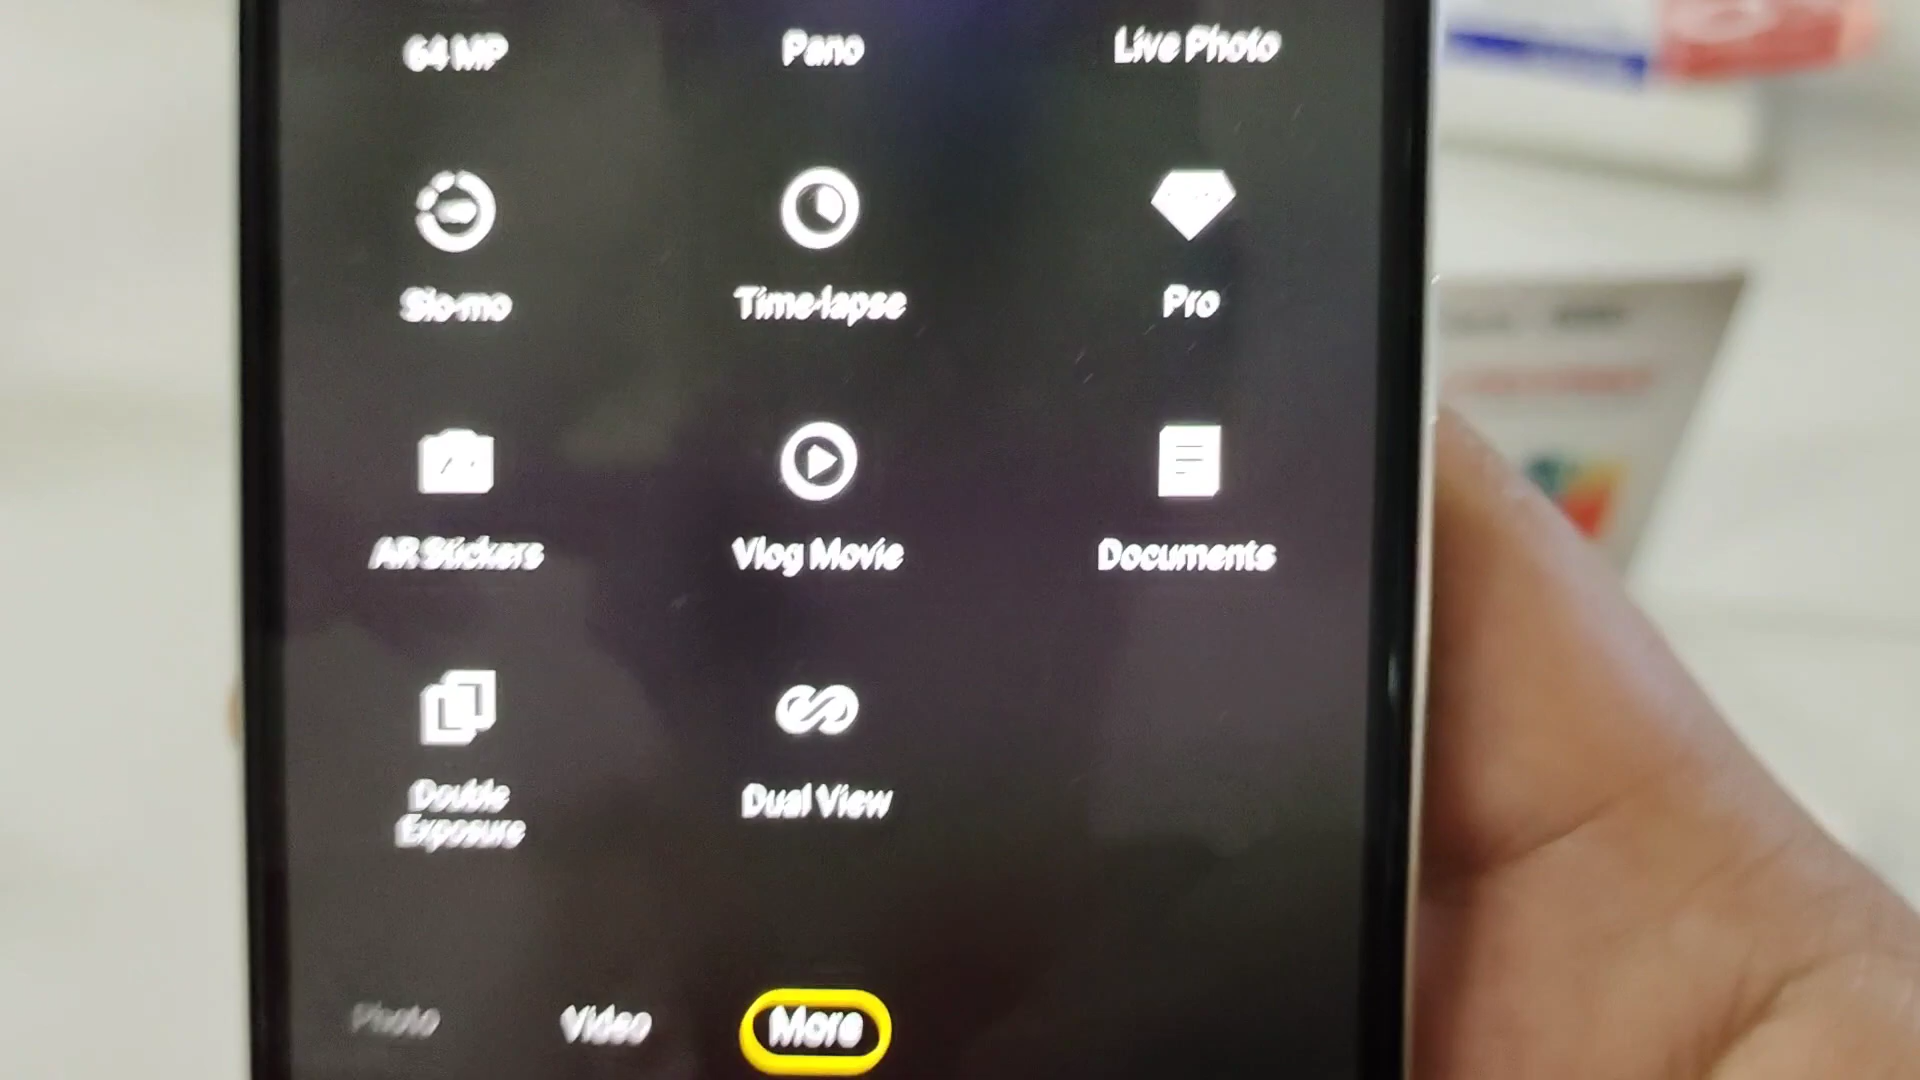 64 MP
Pano
Live Photo
Slo-mo
Time-lapse
Pro
AR Stickers
Vlog Movie
Documents
Double
Exposure
Dual View
Photo
Video
More